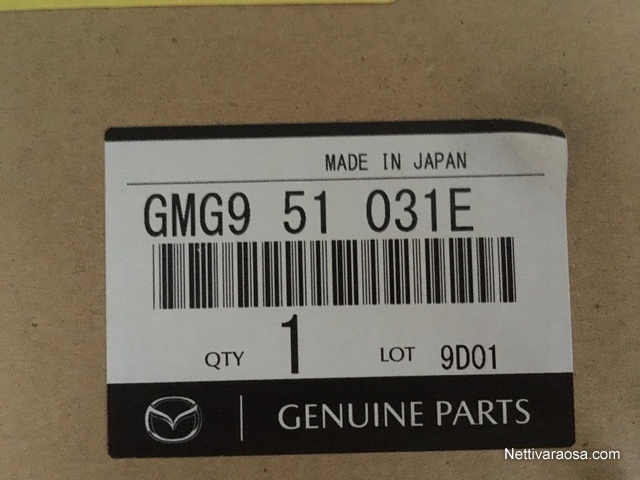 MADE IN JAPAN
GMG9 51 031E
QTY 1 LOT 9D01
GENUINE PARTS
Nettivaraosa.com